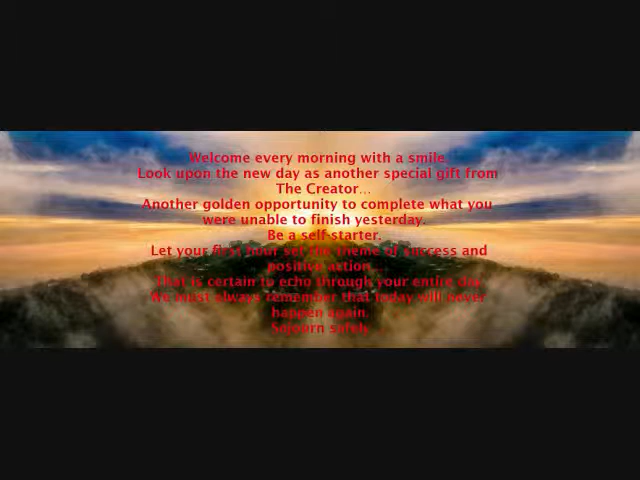 Welcome every morning with a smile.
Look upon the new day as another special gift from
The Creator...
Another golden opportunity to complete what you
were unable to finish yesterday.
Be a self-starter.
Let your first hour set the theme of success and
positive action...
That is certain to echo through your entire day.
We must always remember that today will never
happen again.
Sojourn safely...